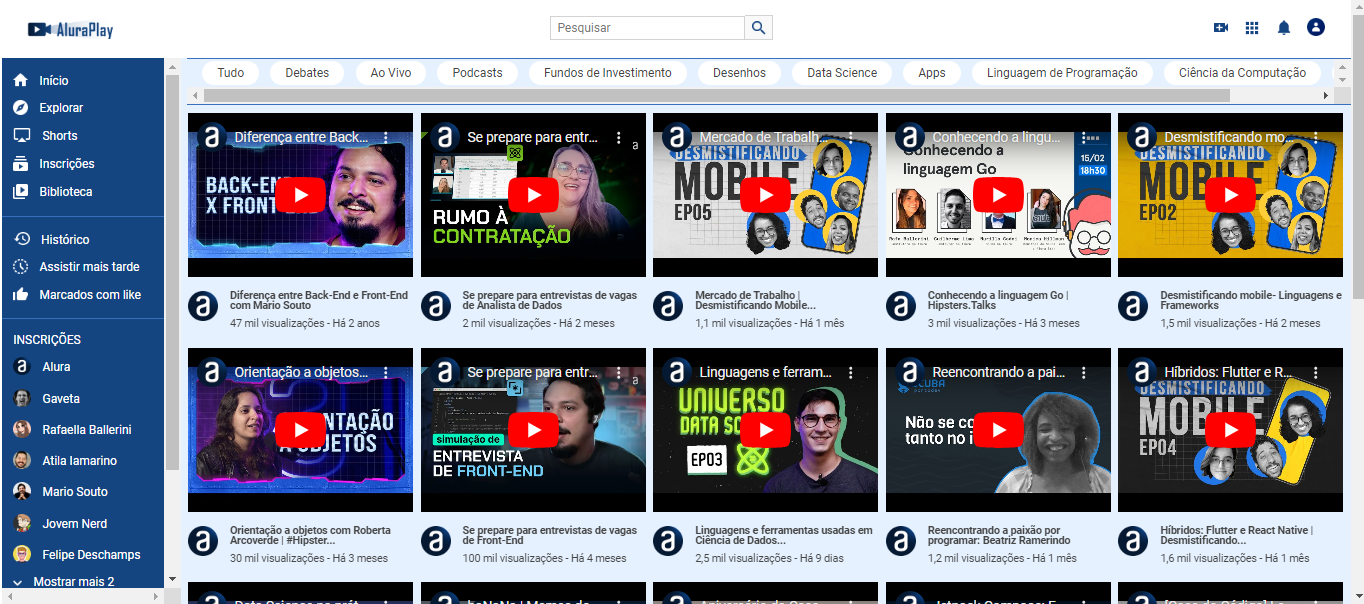 AluraPlay
Pesquisar
Início
Explorar
Shorts
Inscrições
Biblioteca
Histórico
Assistir mais tarde
Marcados com like
INSCRIÇÕES
Alura
Gaveta
Rafaella Ballerini
Atila Iamarino
Mario Souto
Jovem Nerd
Felipe Deschamps
Mostrar mais 2
Tudo
Debates
Ao Vivo
Podcasts
Fundos de Investimento
Desenhos
Data Science
Apps
Linguagem de Programação
Ciência da Computação
a Diferença entre Back...
BACK-END
X FRONT
Diferença entre Back-End e Front-End
com Mario Souto
47 mil visualizações - Há 2 anos
a Se prepare para entr...
a
RUMO À
CONTRATAÇÃO
Se prepare para entrevistas de vagas
de Analista de Dados
2 mil visualizações - Há 2 meses
a Mercado de Trabalh...
DESMISTIFICANDO
MOBILE
EP05
Mercado de Trabalho |
Desmistificando Mobile...
1,1 mil visualizações - Há 1 mês
a Conhecendo a lingu...
Conhecendo a
linguagem Go
15/02
18h30
Conhecendo a linguagem Go |
Hipsters.Talks
3 mil visualizações - Há 3 meses
a Desmistificando mo...
DESMISTIFICANDO
MOBILE
EP02
Desmistificando mobile- Linguagens e
Frameworks
1,5 mil visualizações - Há 2 meses
a Orientação a objetos...
ENTAÇÃO
A OBJETOS
Orientação a objetos com Roberta
Arcoverde | #Hipster...
30 mil visualizações - Há 3 meses
a Se prepare para entr...
a
simulação de
ENTREVISTA
DE FRONT-END
Se prepare para entrevistas de vagas
de Front-End
100 mil visualizações - Há 4 meses
a Linguagens e ferram...
UNIVERSO
DATA SC
EP03
Linguagens e ferramentas usadas em
Ciência de Dados...
2,5 mil visualizações - Há 9 dias
a Reencontrando a pai...
Não se co
tanto no i
Reencontrando a paixão por
programar: Beatriz Ramerindo
1,2 mil visualizações - Há 1 mês
a Híbridos: Flutter e R...
DESMISTIFICANDO
MOBILE
EP04
Híbridos: Flutter e React Native |
Desmistificando...
1,6 mil visualizações - Há 1 mês